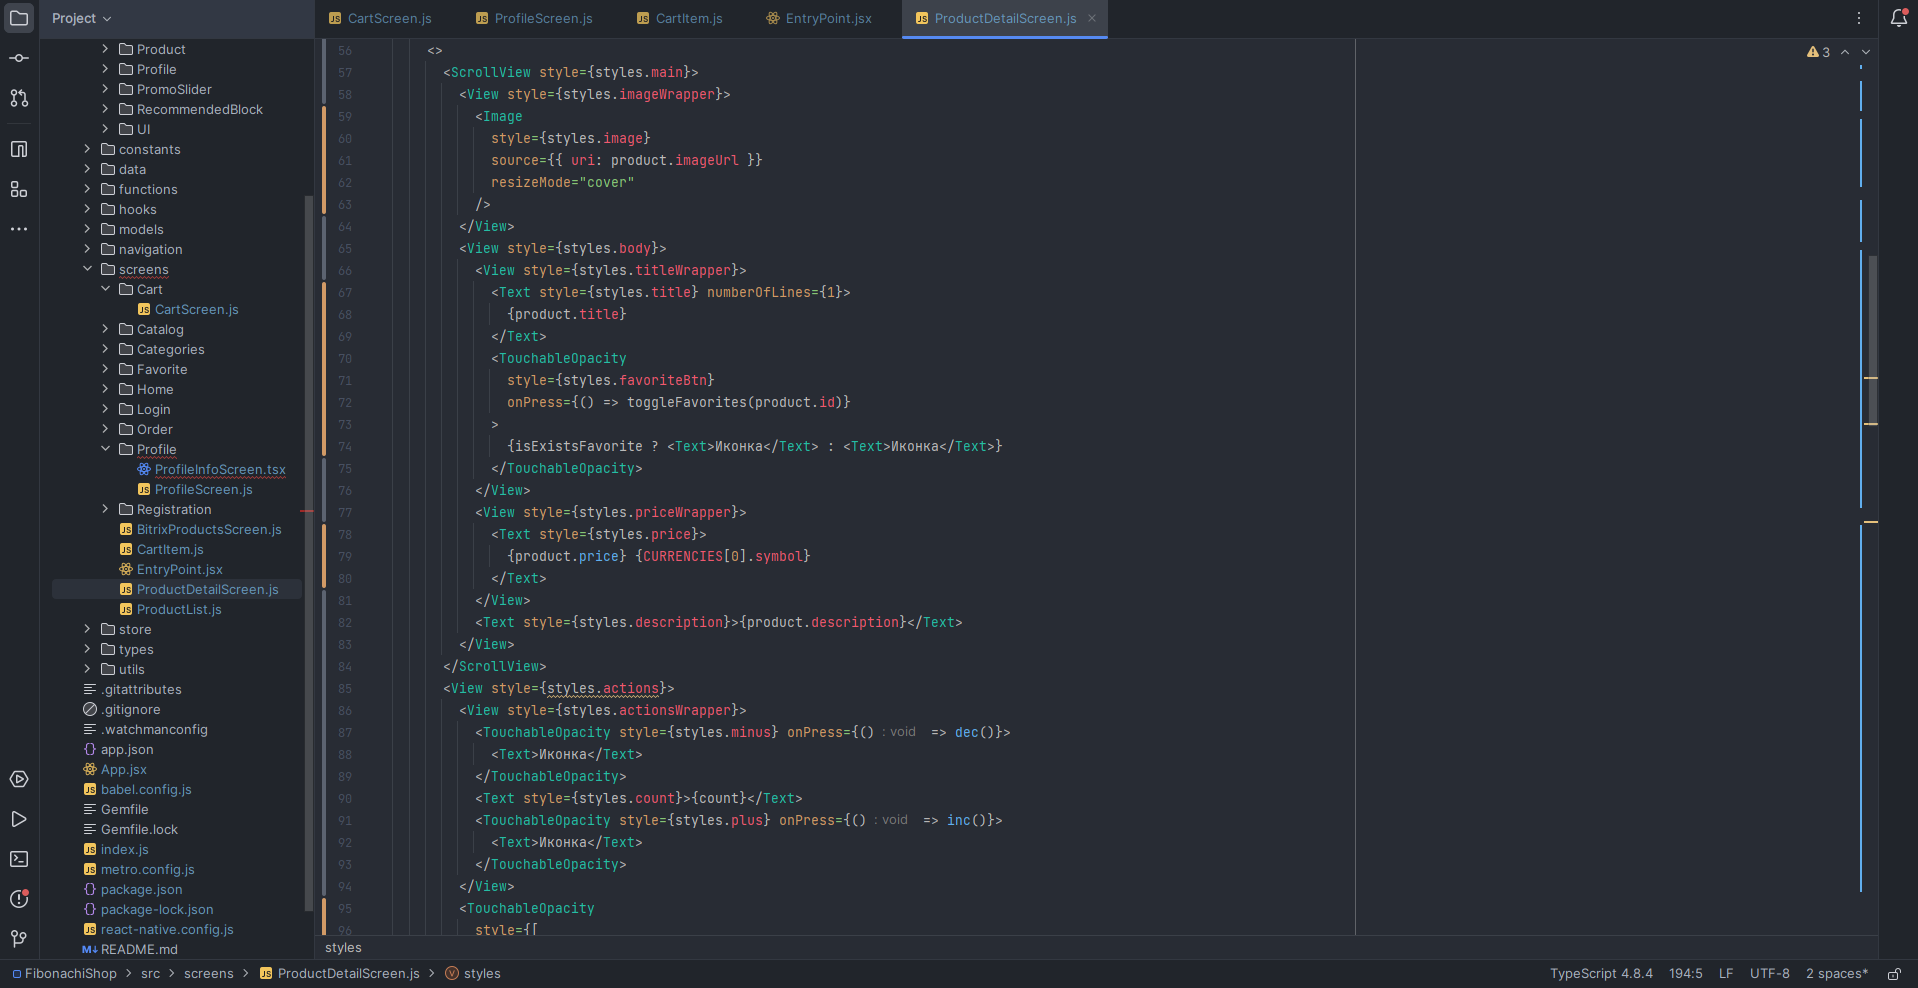 Project
CartScreen.js
ProfileScreen.js
CartItem.js
EntryPoint.jsx
ProductDetailScreen.js
3
Product
Profile
PromoSlider
RecommendedBlock
UI
constants
data
functions
hooks
models
navigation
screens
Cart
CartScreen.js
Catalog
Categories
Favorite
Home
Login
Order
Profile
ProfileInfoScreen.tsx
ProfileScreen.js
Registration
BitrixProductsScreen.js
CartItem.js
EntryPoint.jsx
ProductDetailScreen.js
ProductList.js
store
types
utils
.gitattributes
.gitignore
.watchmanconfig
app.json
App.jsx
babel.config.js
Gemfile
Gemfile.lock
index.js
metro.config.js
package.json
package-lock.json
react-native.config.js
README.md
56 <>
57 <ScrollView style={styles.main}>
58 <View style={styles.imageWrapper}>
59 <Image
60 style={styles.image}
61 source={{ uri: product.imageUrl }}
62 resizeMode="cover"
63 />
64 </View>
65 <View style={styles.body}>
66 <View style={styles.titleWrapper}>
67 <Text style={styles.title} numberOfLines={1}>
68 {product.title}
69 </Text>
70 <TouchableOpacity
71 style={styles.favoriteBtn}
72 onPress={() => toggleFavorites(product.id)}
73 >
74 {isExistsFavorite ? <Text>Иконка</Text> : <Text>Иконка</Text>}
75 </TouchableOpacity>
76 </View>
77 <View style={styles.priceWrapper}>
78 <Text style={styles.price}>
79 {product.price} {CURRENCIES[0].symbol}
80 </Text>
81 </View>
82 <Text style={styles.description}>{product.description}</Text>
83 </View>
84 </ScrollView>
85 <View style={styles.actions}>
86 <View style={styles.actionsWrapper}>
87 <TouchableOpacity style={styles.minus} onPress={() : void => dec()}>
88 <Text>Иконка</Text>
89 </TouchableOpacity>
90 <Text style={styles.count}>{count}</Text>
91 <TouchableOpacity style={styles.plus} onPress={() : void => inc()}>
92 <Text>Иконка</Text>
93 </TouchableOpacity>
94 </View>
95 <TouchableOpacity
96 style={[
styles
FibonachiShop > src > screens > ProductDetailScreen.js > styles
TypeScript 4.8.4 194:5 LF UTF-8 2 spaces*